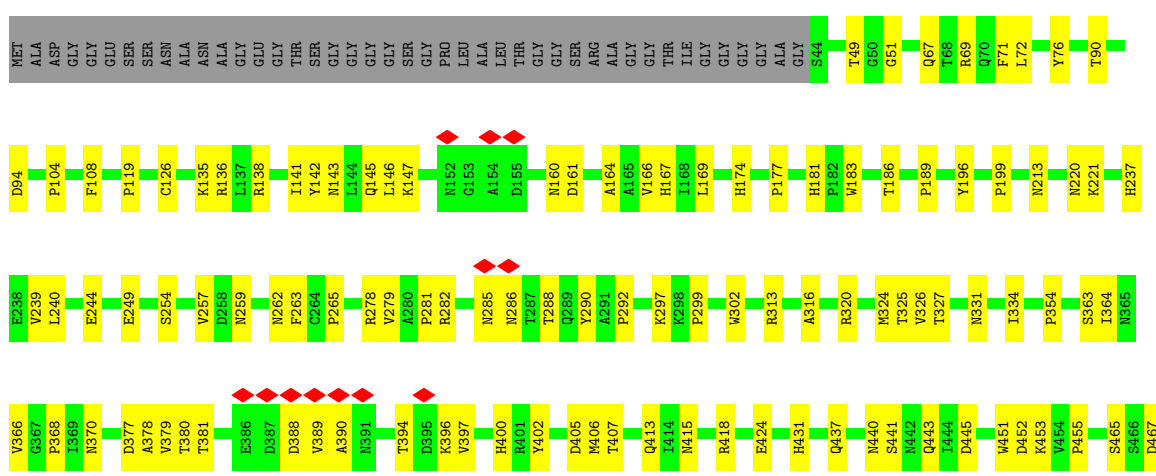 MET ALA ASP GLY GLY GLU SER SER ASN ALA ASN ALA GLY GLU GLY THR SER GLY GLY GLY GLY GLY SER GLY PRO LEU ALA LEU THR GLY GLY SER ARG ALA GLY GLY THR THR ILE GLY GLY GLY GLY GLY ALA GLY S44 T49 G50 G51 Q67 T68 R69 Q70 F71 L72 Y76 T90
D94 P104 F108 P119 C126 K135 R136 L137 R138 I141 Y142 N143 L144 Q145 L146 K147 N152 G153 A154 D155 N160 D161 A164 A165 V166 H167 I168 L169 H174 P177 H181 P182 W183 T186 P189 Y196 P199 N213 N220 K221 H237
E238 V239 L240 E244 E249 S254 V257 D258 N259 N262 F263 C264 P265 R278 V279 A280 P281 R282 N285 N286 T287 T288 Q289 Y290 A291 P292 K297 K298 P299 W302 R313 A316 R320 M324 T325 V326 T327 N331 I334 P354 S363 I364 N365
V366 G367 P368 I369 N370 D377 A378 V379 T380 T381 E386 D387 D388 V389 A390 N391 T394 D395 K396 V397 H400 R401 Y402 D405 M406 T407 Q413 I414 N415 R418 E424 H431 Q437 N440 S441 N442 Q443 I444 D445 W451 D452 K453 V454 P455 S465 S466 D467